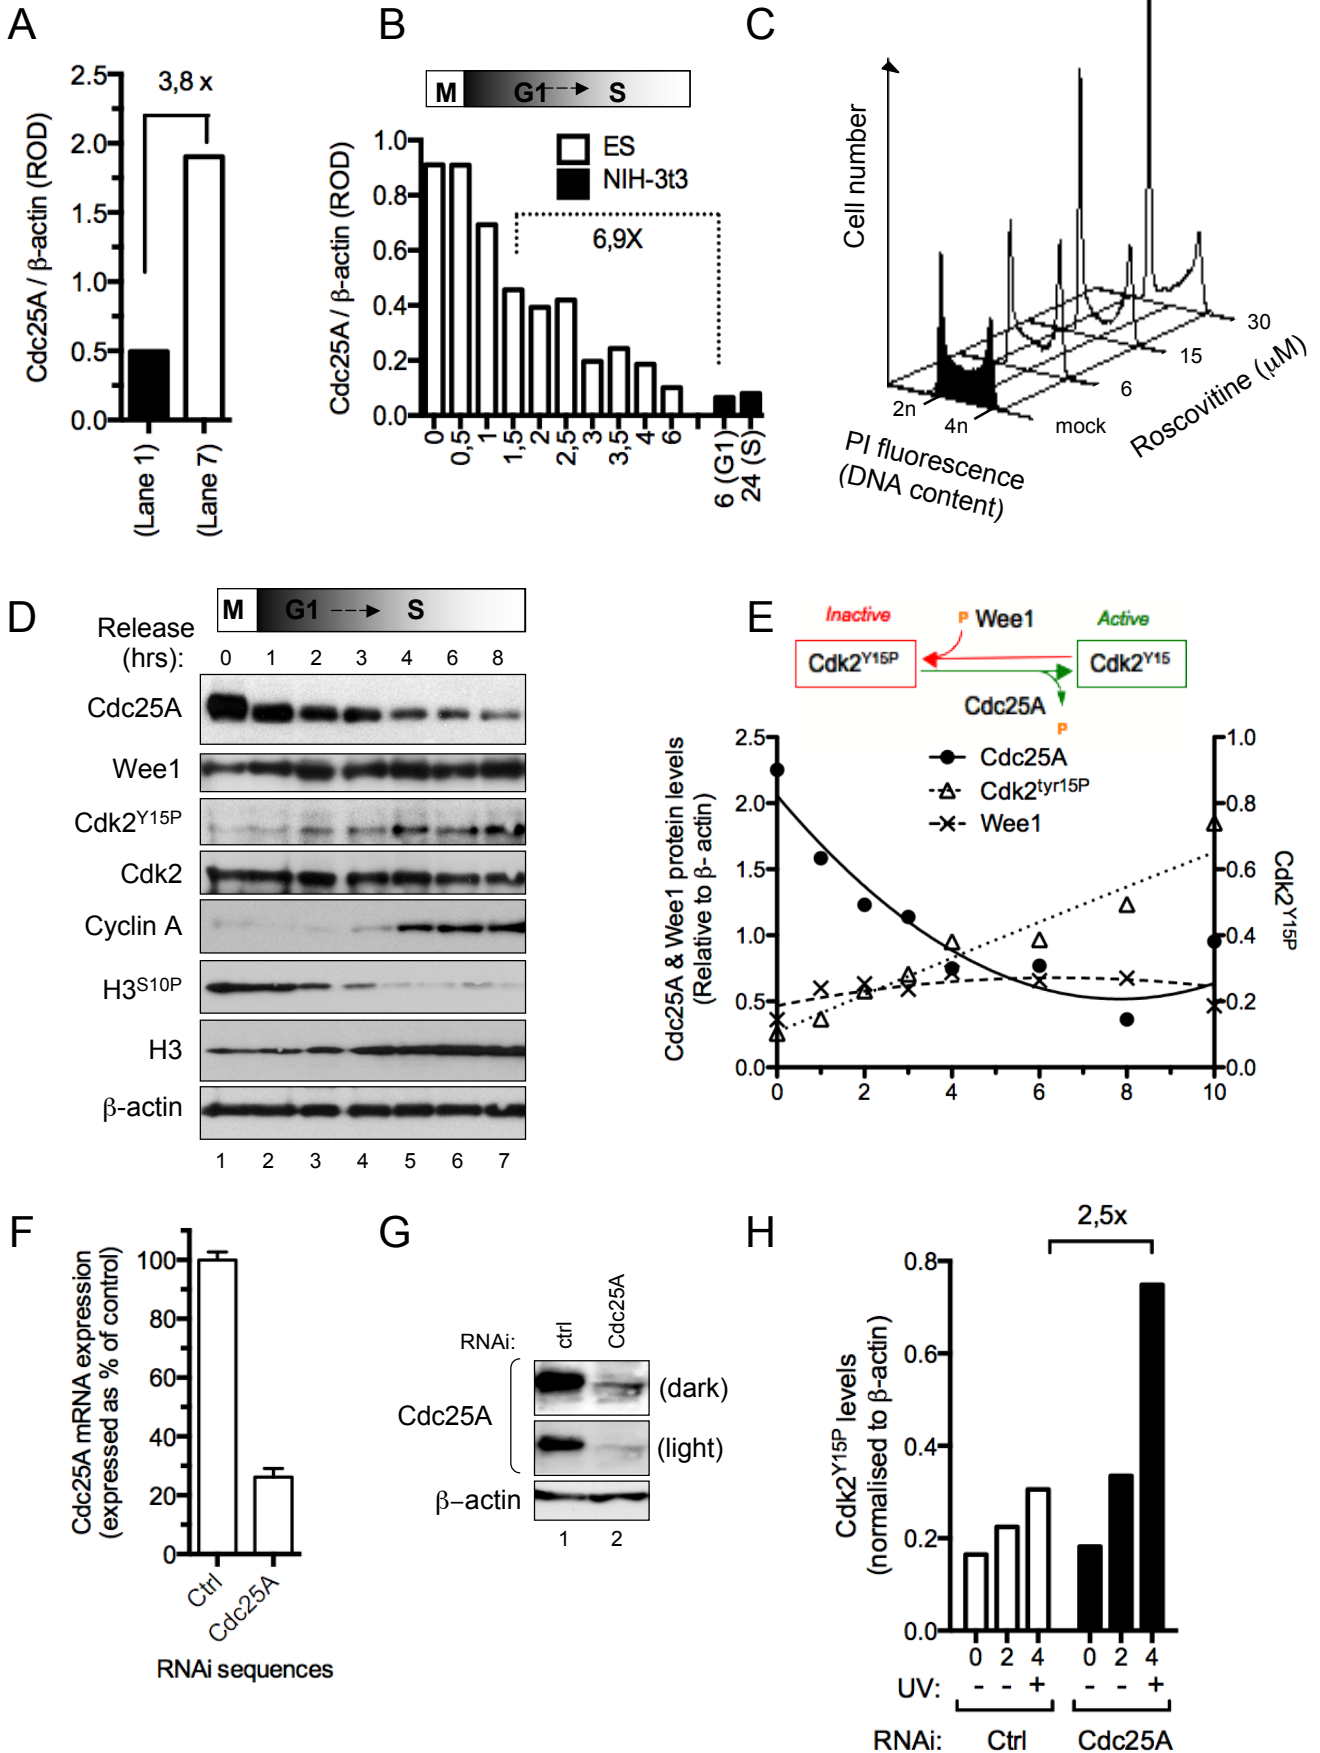 A
3,8 x
2.5
2.0
1.5
1.0
0.5
0.0
Cdc25A / β-actin (ROD)
(Lane 1)
(Lane 7)
B
M G1 S
ES
NIH-3t3
6,9X
1.0
0.8
0.6
0.4
0.2
0.0
Cdc25A / β-actin (ROD)
0 0,5 1 1,5 2 2,5 3 3,5 4 6 6 (G1) 24 (S)
C
Cell number
2n
4n
mock
6
15
30
PI fluorescence
(DNA content)
Roscovitine (μM)
D
M G1 S
Release
(hrs): 0 1 2 3 4 6 8
Cdc25A
Wee1
Cdk2Y15P
Cdk2
Cyclin A
H3S10P
H3
β-actin
1 2 3 4 5 6 7
E
Inactive
P Wee1
Active
Cdk2Y15P
Cdk2Y15
Cdc25A
P
Cdc25A
Cdk2tyr15P
Wee1
2.5
2.0
1.5
1.0
0.5
0.0
Cdc25A & Wee1 protein levels
(Relative to β- actin)
1.0
0.8
0.6
0.4
0.2
0.0
Cdk2Y15P
0 2 4 6 8 10
F
100
80
60
40
20
0
Cdc25A mRNA expression
(expressed as % of control)
Ctrl
Cdc25A
RNAi sequences
G
RNAi: ctrl Cdc25A
Cdc25A
(dark)
(light)
β-actin
1 2
H
2,5x
0.8
0.6
0.4
0.2
0.0
Cdk2Y15P levels
(normalised to β-actin)
0 2 4 0 2 4
UV: - - + - - +
RNAi: Ctrl Cdc25A